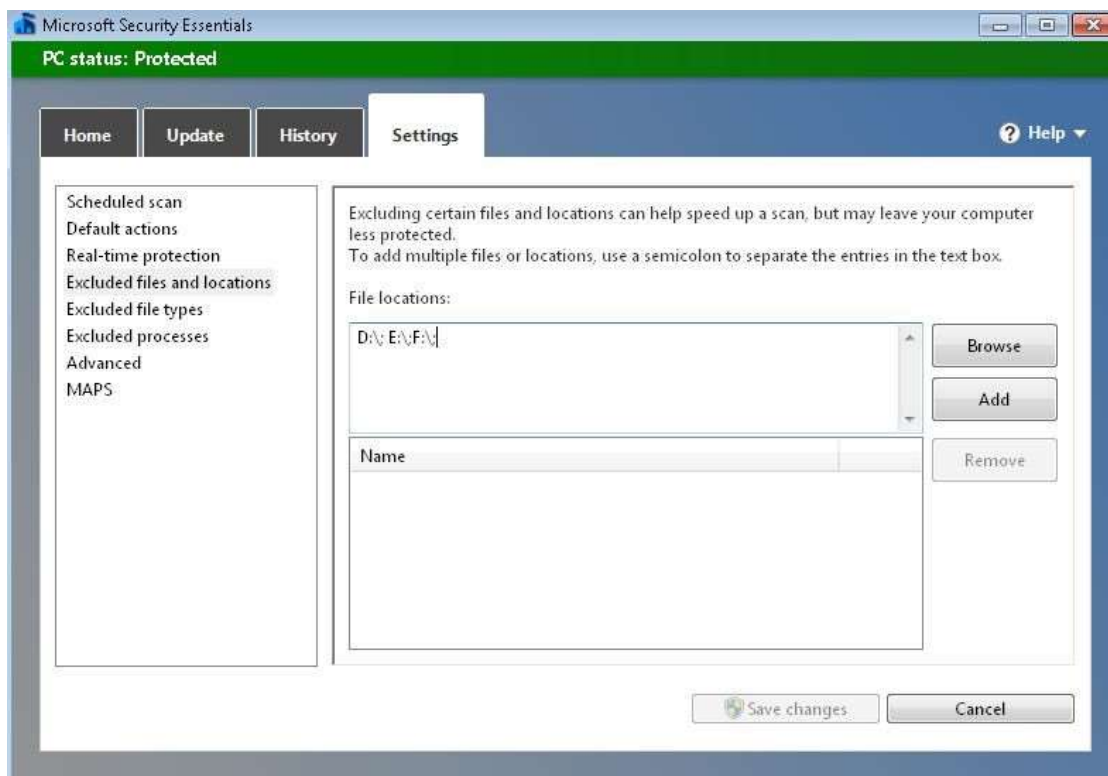 Microsoft Security Essentials
PC status: Protected
Home
Update
History
Settings
Help
Scheduled scan
Default actions
Real-time protection
Excluded files and locations
Excluded file types
Excluded processes
Advanced
MAPS
Excluding certain files and locations can help speed up a scan, but may leave your computer
less protected.
To add multiple files or locations, use a semicolon to separate the entries in the text box.
File locations:
D:\; E:\;F:\;
Browse
Add
Name
Remove
Save changes
Cancel